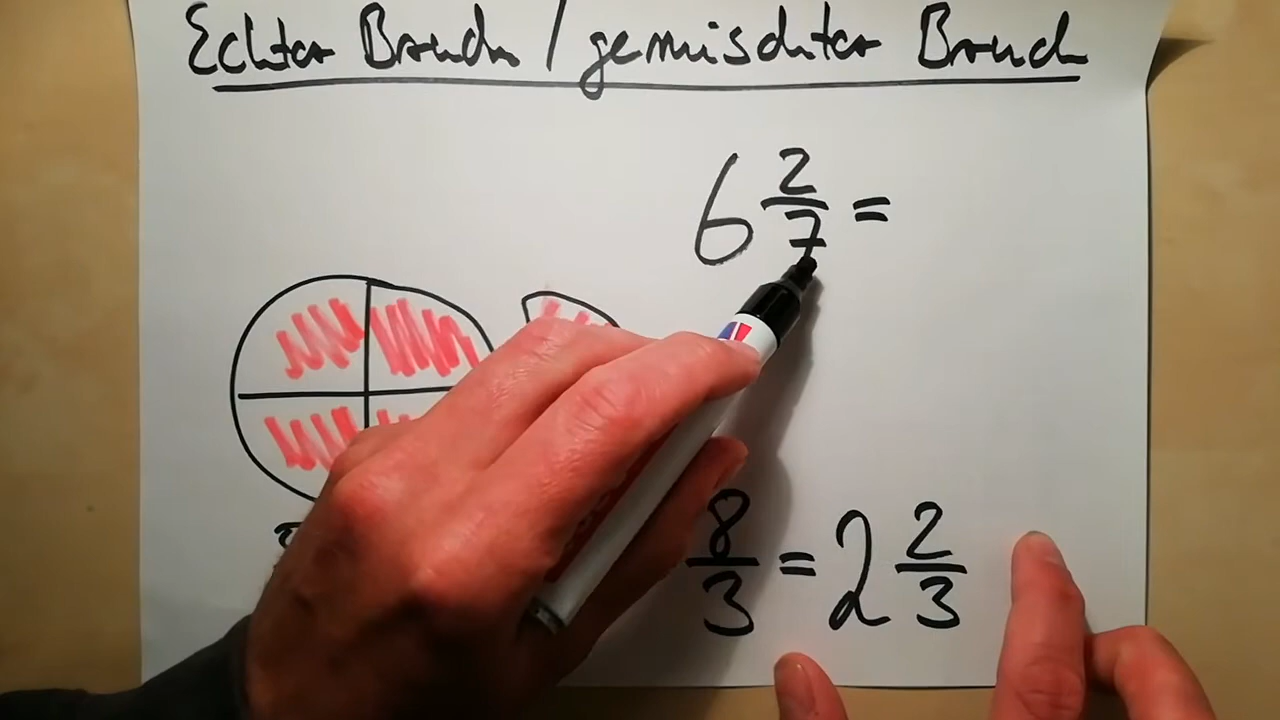 Echter Bruch / gemischter Bruch
6 2/7 =
8/3 = 2 2/3